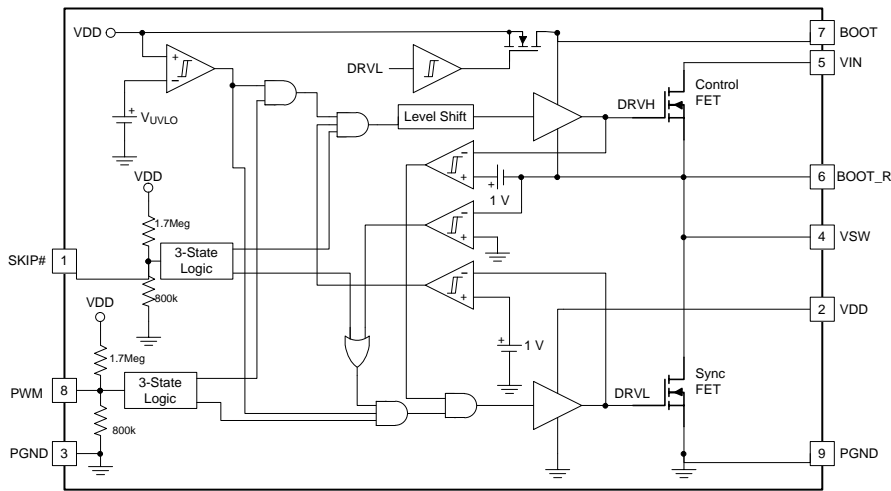 VDD
7 BOOT
DRVL
5 VIN
Control
FET
DRVH
VUVLO
Level Shift
VDD
1 V
6 BOOT_R
1.7Meg
SKIP# 1
3-State
Logic
4 VSW
800k
VDD
2 VDD
1.7Meg
1 V
PWM 8
3-State
Logic
Sync
FET
DRVL
800k
PGND 3
9 PGND
+
−
+
−
+
+
−
+
−
+
−
+
+